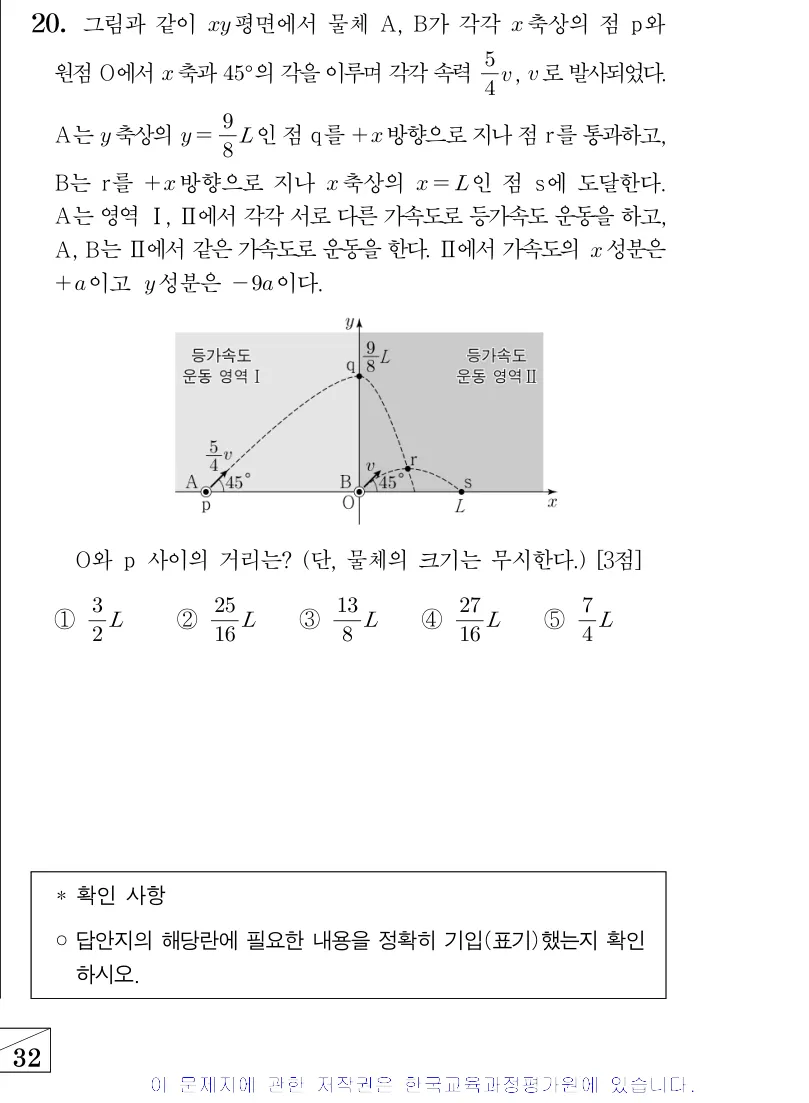 20. 그림과 같이 xy평면에서 물체 A, B가 각각 x축상의 점 p와
원점 O에서 x축과 45°의 각을 이루며 각각 속력 5/4 v, v로 발사되었다.
A는 y축상의 y = 9/8 L인 점 q를 +x방향으로 지나 점 r를 통과하고,
B는 r를 +x방향으로 지나 x축상의 x = L인 점 s에 도달한다.
A는 영역 Ⅰ, Ⅱ에서 각각 서로 다른 가속도로 등가속도 운동을 하고,
A, B는 Ⅱ에서 같은 가속도로 운동을 한다. Ⅱ에서 가속도의 x성분은
+a이고 y성분은 -9a이다.
y
등가속도
운동 영역Ⅰ
q 9/8 L
등가속도
운동 영역Ⅱ
5/4 v
A 45°
p
v
B 45°
O
r
s
L
x
O와 p 사이의 거리는? (단, 물체의 크기는 무시한다.) [3점]
① 3/2 L ② 25/16 L ③ 13/8 L ④ 27/16 L ⑤ 7/4 L
* 확인 사항
○ 답안지의 해당란에 필요한 내용을 정확히 기입(표기)했는지 확인
하시오.
32
이 문제지에 관한 저작권은 한국교육과정평가원에 있습니다.